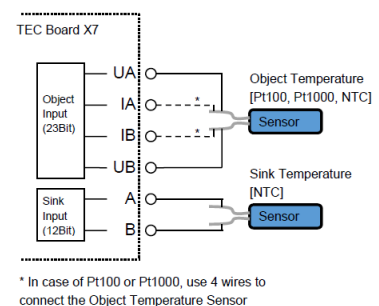 TEC Board X7
UA
Object Temperature
[Pt100, Pt1000, NTC]
Object
Input
(23Bit)
IA
*
Sensor
IB
*
UB
Sink Temperature
[NTC]
Sink
Input
(12Bit)
A
Sensor
B
* In case of Pt100 or Pt1000, use 4 wires to
connect the Object Temperature Sensor